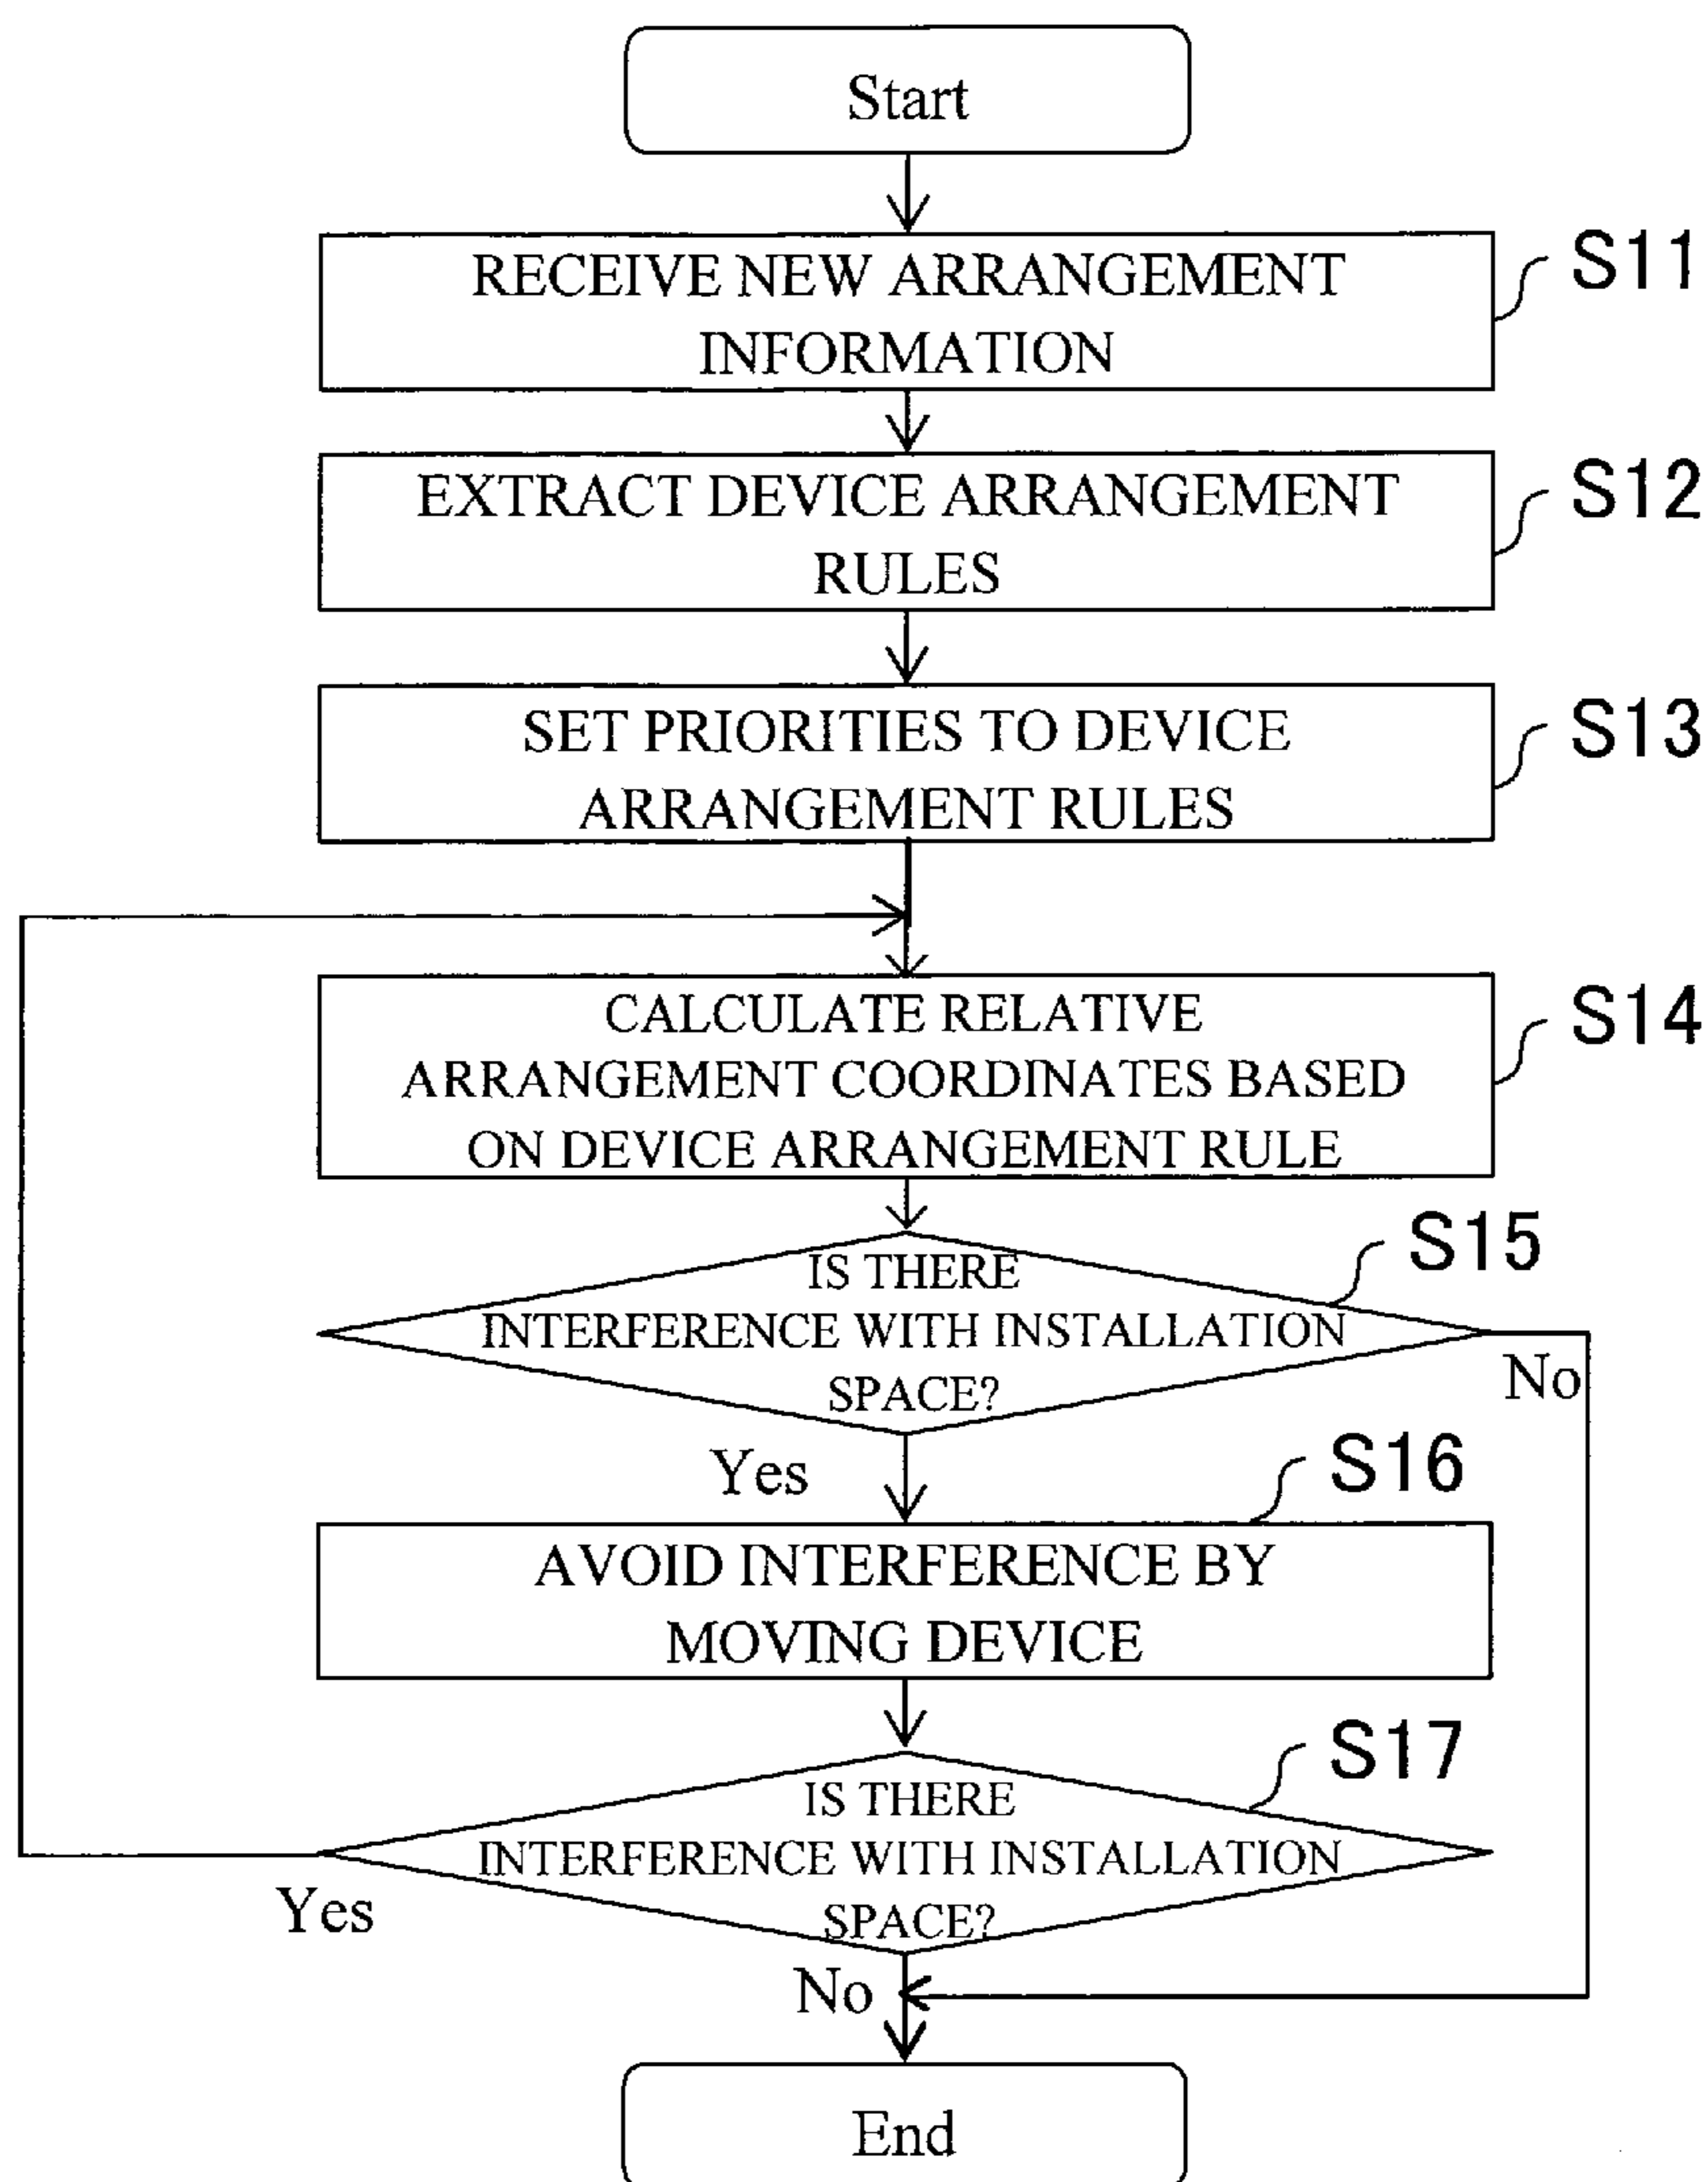 Start
RECEIVE NEW ARRANGEMENT
INFORMATION
S11
EXTRACT DEVICE ARRANGEMENT
RULES
S12
SET PRIORITIES TO DEVICE
ARRANGEMENT RULES
S13
CALCULATE RELATIVE
ARRANGEMENT COORDINATES BASED
ON DEVICE ARRANGEMENT RULE
S14
IS THERE
INTERFERENCE WITH INSTALLATION
SPACE?
S15
No
Yes
S16
AVOID INTERFERENCE BY
MOVING DEVICE
S17
IS THERE
INTERFERENCE WITH INSTALLATION
SPACE?
Yes
No
End